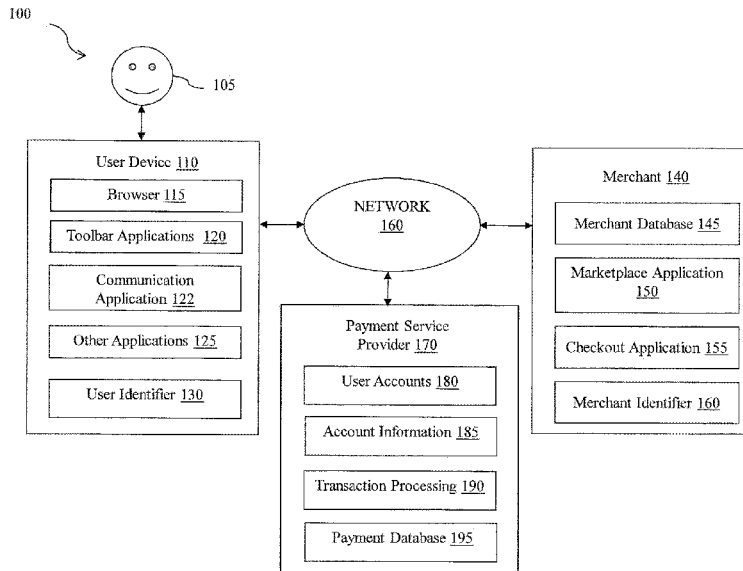 100
105
User Device 110
Browser 115
Toolbar Applications 120
Communication
Application 122
Other Applications 125
User Identifier 130
NETWORK
160
Payment Service
Provider 170
User Accounts 180
Account Information 185
Transaction Processing 190
Payment Database 195
Merchant 140
Merchant Database 145
Marketplace Application
150
Checkout Application 155
Merchant Identifier 160